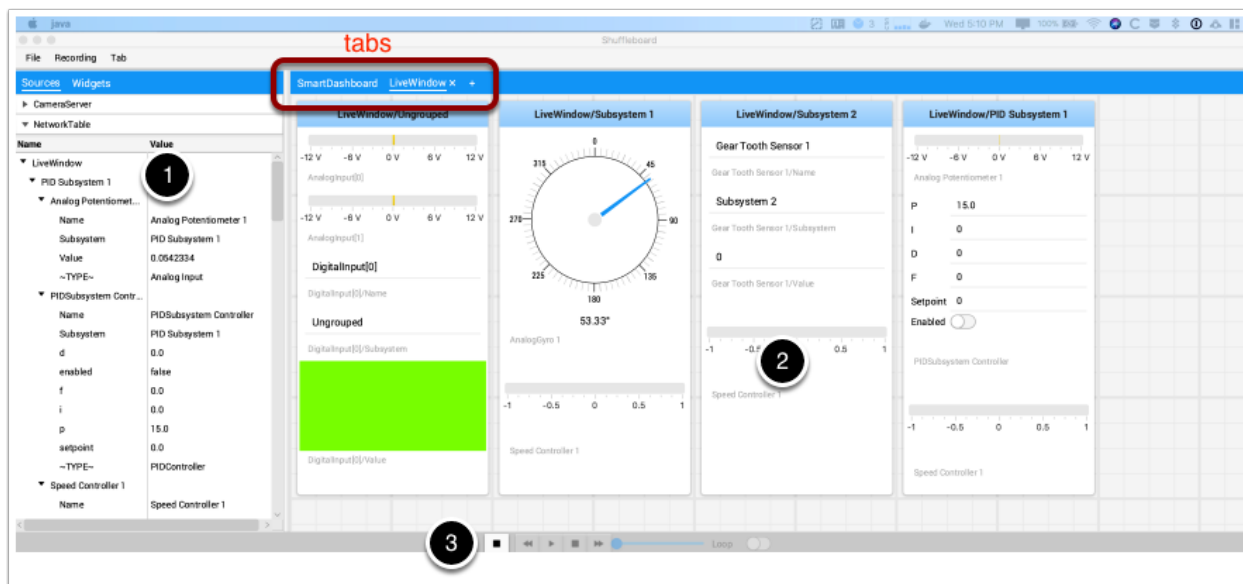 java
3
Wed 5:10 PM
100%
Shuffleboard
tabs
File Recording Tab
Sources Widgets
SmartDashboard LiveWindow × +
CameraServer
NetworkTable
Name Value
LiveWindow
PID Subsystem 1
Analog Potentiomet...
Name Analog Potentiometer 1
Subsystem PID Subsystem 1
Value 0.0542334
~TYPE~ Analog Input
PIDSubsystem Contr...
Name PIDSubsystem Controller
Subsystem PID Subsystem 1
d 0.0
enabled false
f 0.0
i 0.0
p 15.0
setpoint 0.0
~TYPE~ PIDController
Speed Controller 1
Name Speed Controller 1
1
LiveWindow/Ungrouped
-12 V -6 V 0 V 6 V 12 V
AnalogInput[0]
-12 V -6 V 0 V 6 V 12 V
AnalogInput[1]
DigitalInput[0]
DigitalInput[0]/Name
Ungrouped
DigitalInput[0]/Subsystem
DigitalInput[0]/Value
LiveWindow/Subsystem 1
0
315 45
270 90
225 135
180
53.33°
AnalogGyro 1
-1 -0.5 0 0.5 1
Speed Controller 1
LiveWindow/Subsystem 2
Gear Tooth Sensor 1
Gear Tooth Sensor 1/Name
Subsystem 2
Gear Tooth Sensor 1/Subsystem
0
Gear Tooth Sensor 1/Value
-1 0.5 1
2
Speed Controller 1
LiveWindow/PID Subsystem 1
-12 V -6 V 0 V 6 V 12 V
Analog Potentiometer 1
P 15.0
I 0
D 0
F 0
Setpoint 0
Enabled
PIDSubsystem Controller
-1 -0.5 0 0.5 1
Speed Controller 1
3
Loop